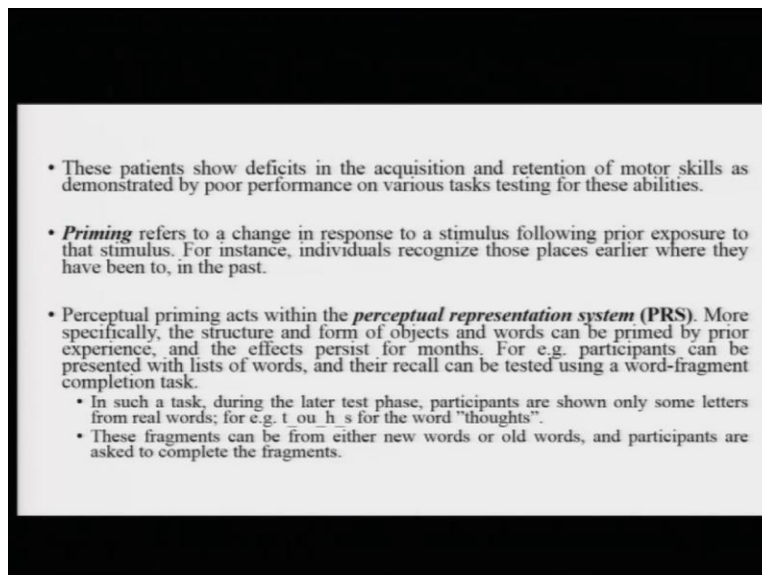 • These patients show deficits in the acquisition and retention of motor skills as
demonstrated by poor performance on various tasks testing for these abilities.
• Priming refers to a change in response to a stimulus following prior exposure to
that stimulus. For instance, individuals recognize those places earlier where they
have been to, in the past.
• Perceptual priming acts within the perceptual representation system (PRS). More
specifically, the structure and form of objects and words can be primed by prior
experience, and the effects persist for months. For e.g. participants can be
presented with lists of words, and their recall can be tested using a word-fragment
completion task.
• In such a task, during the later test phase, participants are shown only some letters
from real words; for e.g. t_ou_h_s for the word ”thoughts”.
• These fragments can be from either new words or old words, and participants are
asked to complete the fragments.